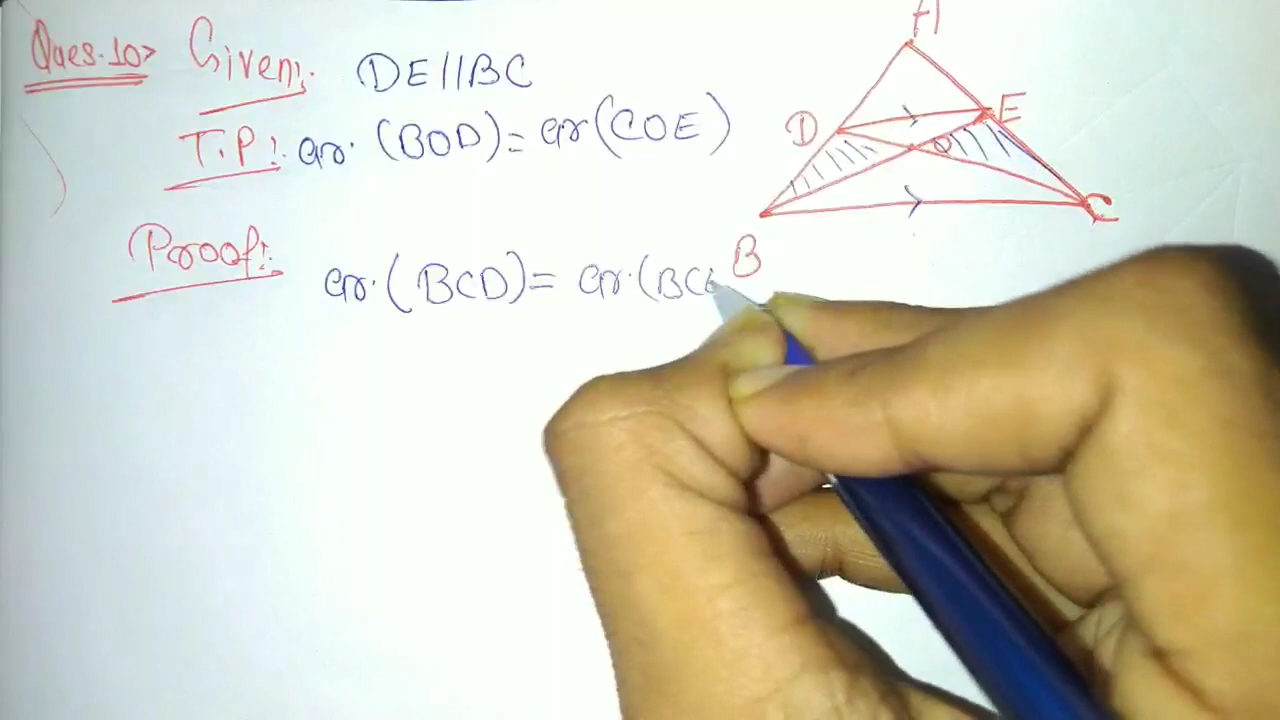 Ques.10> Given:. DE//BC
T.P:. ar. (BOD) = ar(COE)
Proof:.
ar.(BCD) = ar.(BC
A
D
E
O
B
C